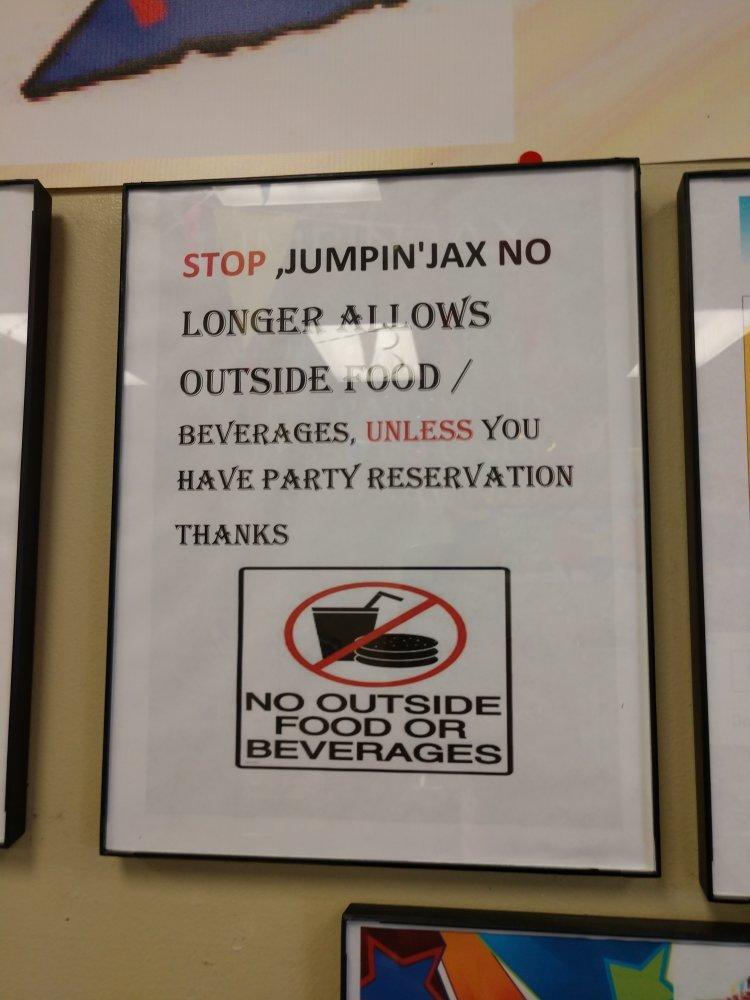 STOP ,JUMPIN'JAX NO
LONGER ALLOWS
OUTSIDE FOOD /
BEVERAGES, UNLESS YOU
HAVE PARTY RESERVATION
THANKS
NO OUTSIDE
FOOD OR
BEVERAGES